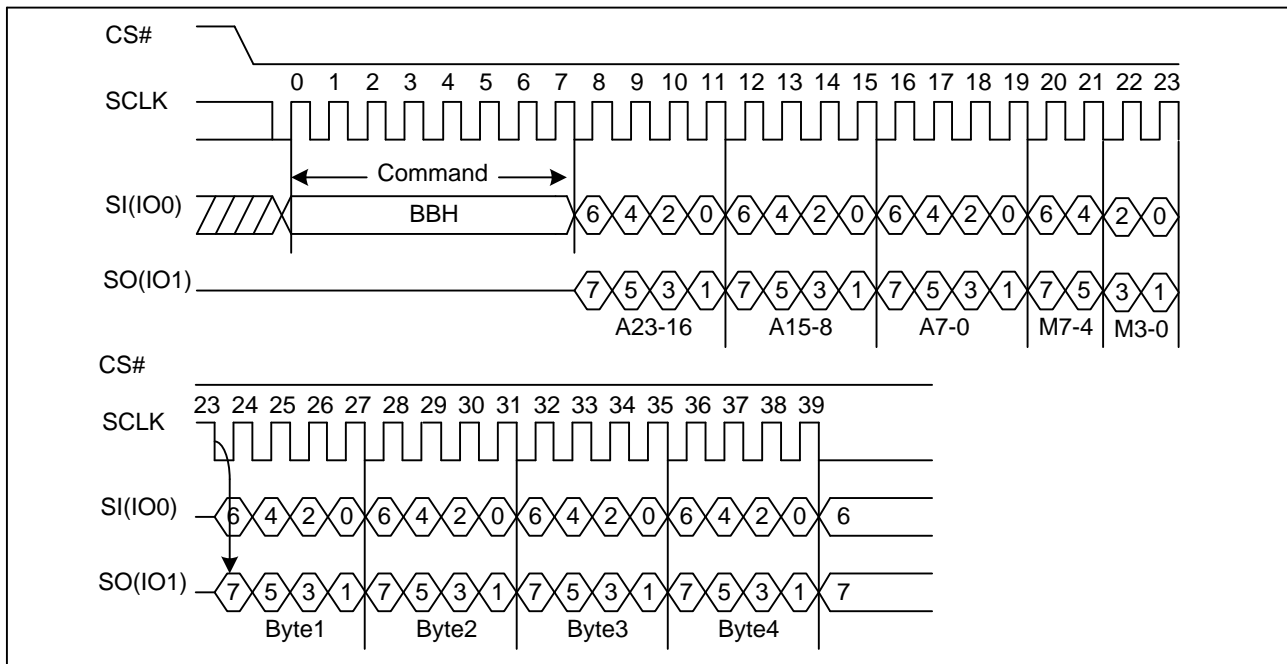 CS#
0 1 2 3 4 5 6 7 8 9 10 11 12 13 14 15 16 17 18 19 20 21 22 23
SCLK
Command
SI(IO0) BBH 6 4 2 0 6 4 2 0 6 4 2 0 6 4 2 0
SO(IO1) 7 5 3 1 7 5 3 1 7 5 3 1 7 5 3 1
A23-16 A15-8 A7-0 M7-4 M3-0
CS#
23 24 25 26 27 28 29 30 31 32 33 34 35 36 37 38 39
SCLK
SI(IO0) 6 4 2 0 6 4 2 0 6 4 2 0 6 4 2 0 6
SO(IO1) 7 5 3 1 7 5 3 1 7 5 3 1 7 5 3 1 7
Byte1 Byte2 Byte3 Byte4